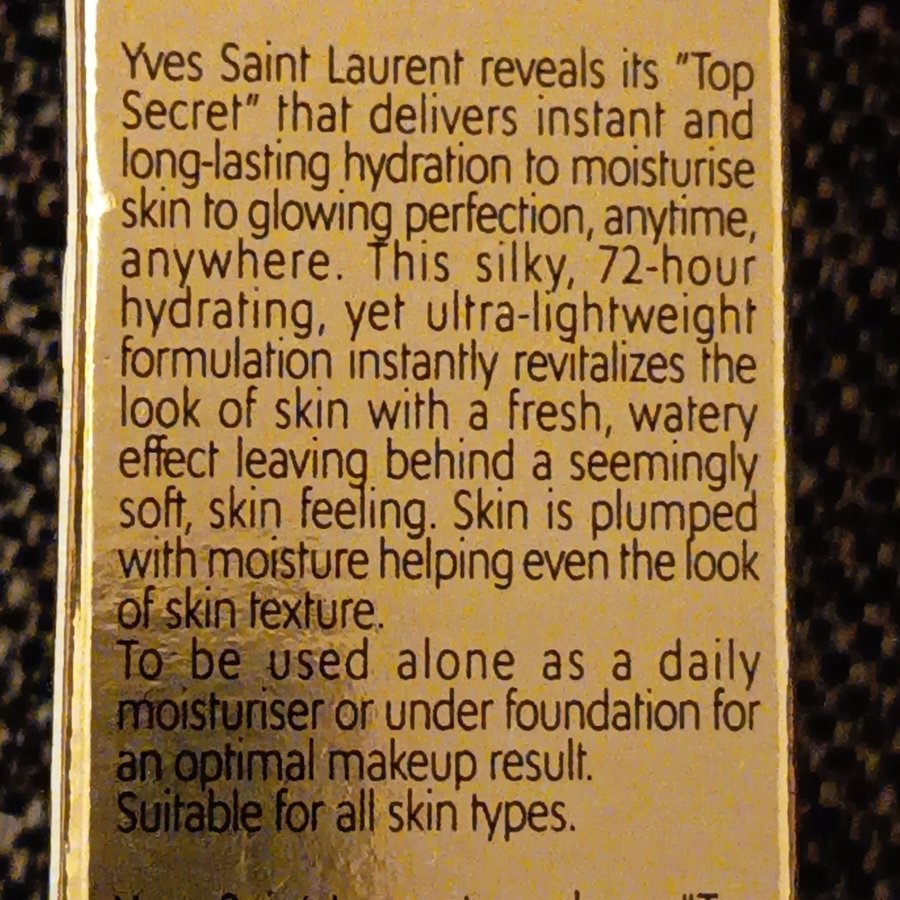 Yves Saint Laurent reveals its "Top
Secret" that delivers instant and
long-lasting hydration to moisturise
skin to glowing perfection, anytime,
anywhere. This silky, 72-hour
hydrating, yet ultra-lightweight
formulation instantly revitalizes the
look of skin with a fresh, watery
effect leaving behind a seemingly
soft, skin feeling. Skin is plumped
with moisture helping even the look
of skin texture.
To be used alone as a daily
moisturiser or under foundation for
an optimal makeup result.
Suitable for all skin types.